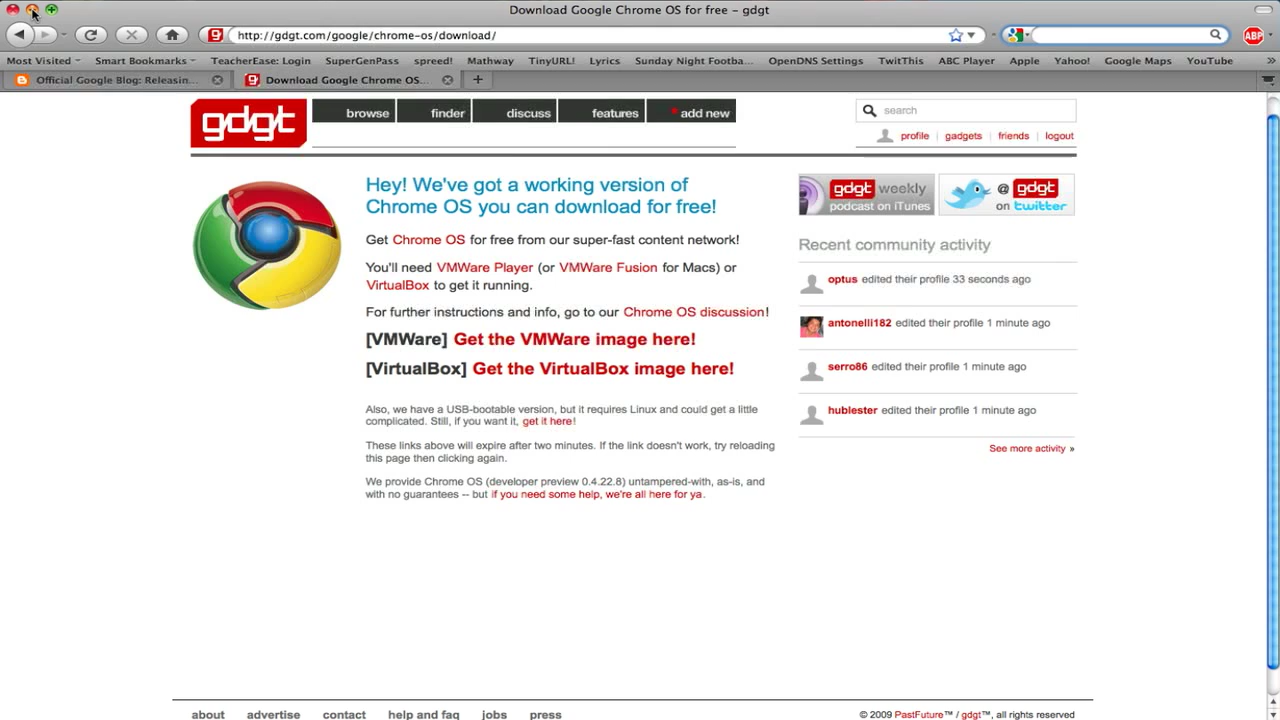 Download Google Chrome OS for free - gdgt
http://gdgt.com/google/chrome-os/download/
ABP
Most Visited Smart Bookmarks TeacherEase: Login SuperGenPass spreed! Mathway TinyURL! Lyrics Sunday Night Footba... OpenDNS Settings TwitThis ABC Player Apple Yahoo! Google Maps YouTube »
Official Google Blog: Releasin... Download Google Chrome OS...
gdgt browse finder discuss features * add new
search
profile gadgets friends logout
Hey! We've got a working version of
Chrome OS you can download for free!
Get Chrome OS for free from our super-fast content network!
You'll need VMWare Player (or VMWare Fusion for Macs) or
VirtualBox to get it running.
For further instructions and info, go to our Chrome OS discussion!
[VMWare] Get the VMWare image here!
[VirtualBox] Get the VirtualBox image here!
Also, we have a USB-bootable version, but it requires Linux and could get a little
complicated. Still, if you want it, get it here!
These links above will expire after two minutes. If the link doesn't work, try reloading
this page then clicking again.
We provide Chrome OS (developer preview 0.4.22.8) untampered-with, as-is, and
with no guarantees -- but if you need some help, we're all here for ya.
gdgt weekly
podcast on iTunes
@ gdgt
on twitter
Recent community activity
optus edited their profile 33 seconds ago
antonelli182 edited their profile 1 minute ago
serro86 edited their profile 1 minute ago
hublester edited their profile 1 minute ago
See more activity »
about advertise contact help and faq jobs press
© 2009 PastFuture™ / gdgt™, all rights reserved